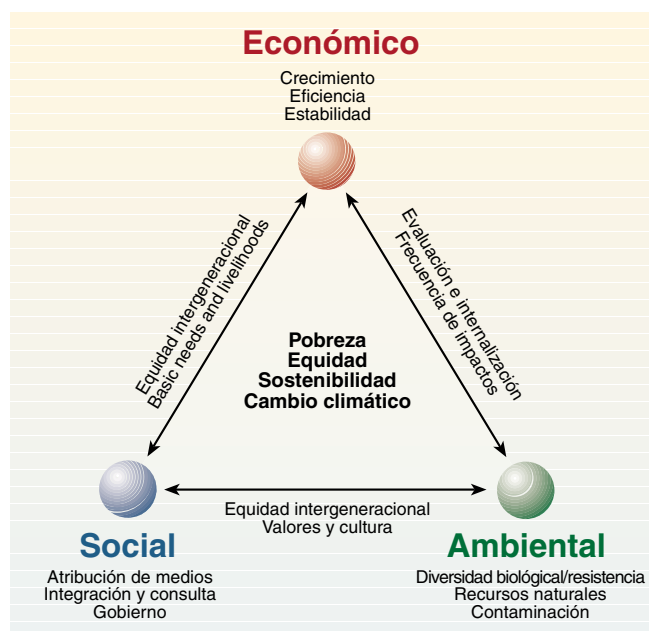 Económico
Crecimiento
Eficiencia
Estabilidad
Equidad intergeneracional
Basic needs and livelihoods
Evaluación e internalización
Frecuencia de impactos
Pobreza
Equidad
Sostenibilidad
Cambio climático
Equidad intergeneracional
Valores y cultura
Social
Atribución de medios
Integración y consulta
Gobierno
Ambiental
Diversidad biológical/resistencia
Recursos naturales
Contaminación